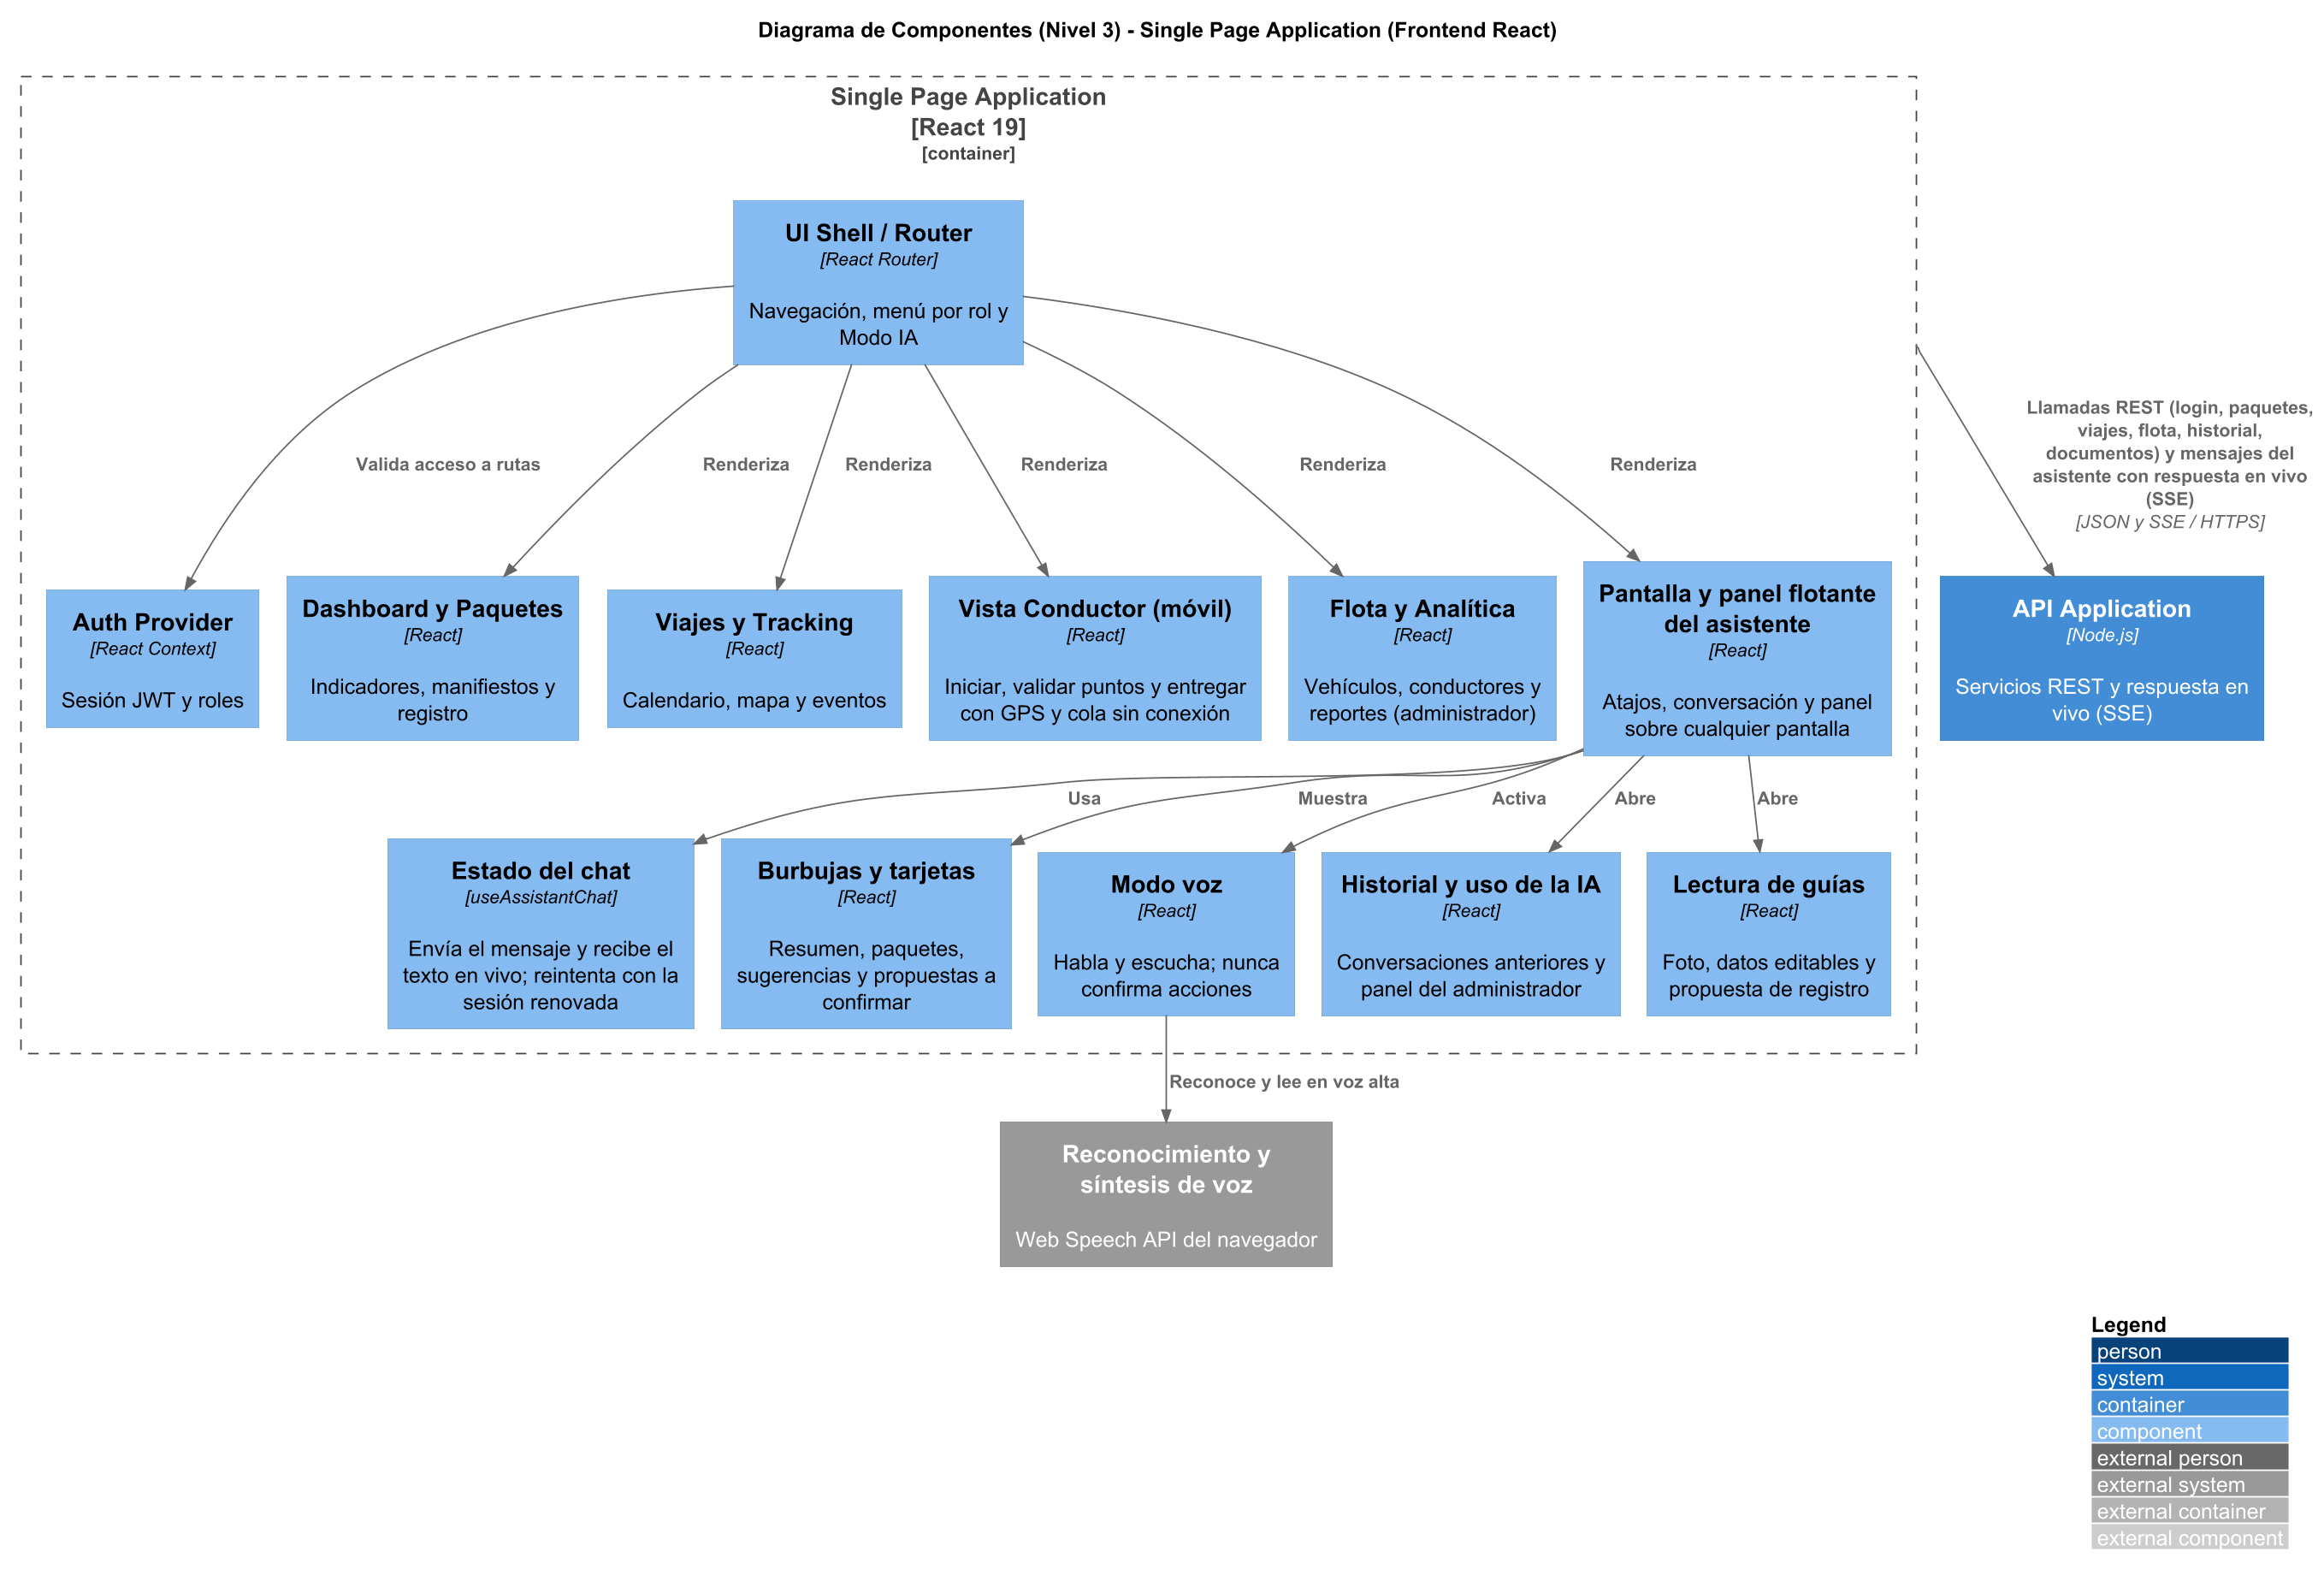 Diagrama de Componentes (Nivel 3) - Single Page Application (Frontend React)
Single Page Application
[React 19]
[container]
UI Shell / Router
[React Router]
Navegación, menú por rol y
Modo IA
Llamadas REST (login, paquetes,
viajes, flota, historial,
documentos) y mensajes del
asistente con respuesta en vivo
(SSE)
[JSON y SSE / HTTPS]
Valida acceso a rutas
Renderiza
Renderiza
Renderiza
Renderiza
Renderiza
Auth Provider
[React Context]
Sesión JWT y roles
Dashboard y Paquetes
[React]
Indicadores, manifiestos y
registro
Viajes y Tracking
[React]
Calendario, mapa y eventos
Vista Conductor (móvil)
[React]
Iniciar, validar puntos y entregar
con GPS y cola sin conexión
Flota y Analítica
[React]
Vehículos, conductores y
reportes (administrador)
Pantalla y panel flotante
del asistente
[React]
Atajos, conversación y panel
sobre cualquier pantalla
API Application
[Node.js]
Servicios REST y respuesta en
vivo (SSE)
Usa
Muestra
Activa
Abre
Abre
Estado del chat
[useAssistantChat]
Envía el mensaje y recibe el
texto en vivo; reintenta con la
sesión renovada
Burbujas y tarjetas
[React]
Resumen, paquetes,
sugerencias y propuestas a
confirmar
Modo voz
[React]
Habla y escucha; nunca
confirma acciones
Historial y uso de la IA
[React]
Conversaciones anteriores y
panel del administrador
Lectura de guías
[React]
Foto, datos editables y
propuesta de registro
Reconoce y lee en voz alta
Reconocimiento y
síntesis de voz
Web Speech API del navegador
Legend
person
system
container
component
external person
external system
external container
external component